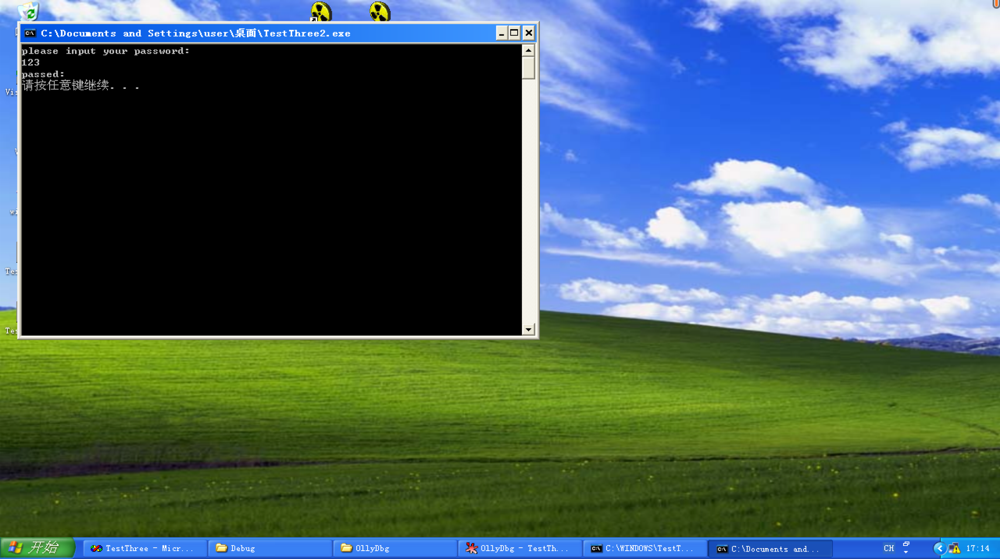 C:\Documents and Settings\user\桌面\TestThree2.exe
please input your password:
123
passed:
请按任意键继续. . .
Vis
wi
Tes
Tes
开始
TestThree - Micr...
Debug
OllyDbg
OllyDbg - TestTh...
C:\WINDOWS\TestT...
C:\Documents and...
CH
17:14